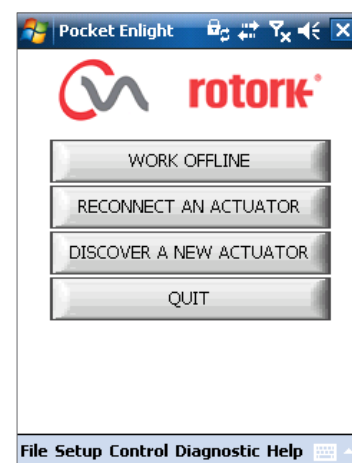 Pocket Enlight
rotork
WORK OFFLINE
RECONNECT AN ACTUATOR
DISCOVER A NEW ACTUATOR
QUIT
File Setup Control Diagnostic Help